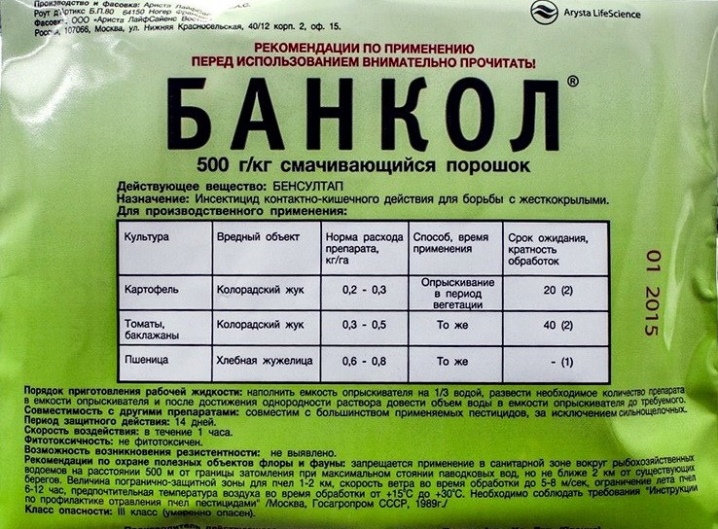 Производство и фасовка: Ариста
Роут д'Артикс Б.П.80 64150 Ногер
Фасовка: ООО «Ариста ЛайфСайенс
Россия, 107066, Москва, ул. Нижняя Красносельская, 40/12 корп. 2, оф. 15.
Arysta LifeScience
РЕКОМЕНДАЦИИ ПО ПРИМЕНЕНИЮ
ПЕРЕД ИСПОЛЬЗОВАНИЕМ ВНИМАТЕЛЬНО ПРОЧИТАТЬ!
БАНКОЛ®
500 г/кг смачивающийся порошок
Действующее вещество: БЕНСУЛТАП
Назначение: Инсектицид контактно-кишечного действия для борьбы с жесткокрылыми.
Для производственного применения:
Культура Вредный объект Норма расхода препарата, кг/га Способ, время применения Срок ожидания, кратность обработок
Картофель Колорадский жук 0,2 - 0,3 Опрыскивание в период вегетации 20 (2)
Томаты, баклажаны Колорадский жук 0,3 - 0,5 То же 40 (2)
Пшеница Хлебная жужелица 0,6 - 0,8 То же - (1)
01 2015
Порядок приготовления рабочей жидкости: наполнить емкость опрыскивателя на 1/3 водой, развести необходимое количество препарата
в емкости опрыскивателя и после достижения однородности раствора довести объем воды в емкости опрыскивателя до требуемого.
Совместимость с другими препаратами: совместим с большинством применяемых пестицидов, за исключением сильнощелочных.
Период защитного действия: 14 дней.
Скорость воздействия: в течение 1 часа.
Фитотоксичность: не фитотоксичен.
Возможность возникновения резистентности: не выявлено.
Рекомендации по охране полезных объектов флоры и фауны: запрещается применение в санитарной зоне вокруг рыбохозяйственных
водоемов на расстоянии 500 м от границы затопления при максимальном стоянии паводковых вод, но не ближе 2 км от существующих
берегов. Величина погранично-защитной зоны для пчел 1-2 км, скорость ветра во время обработки до 5-8 м/сек, ограничение лета пчел
6-12 час, предпочтительная температура воздуха во время обработки от +15°C до +30°C. Необходимо соблюдать требования "Инструкции
по профилактике отравления пчел пестицидами" /Москва, Госагропром СССР, 1989г./
Класс опасности: III класс (умеренно опасен).